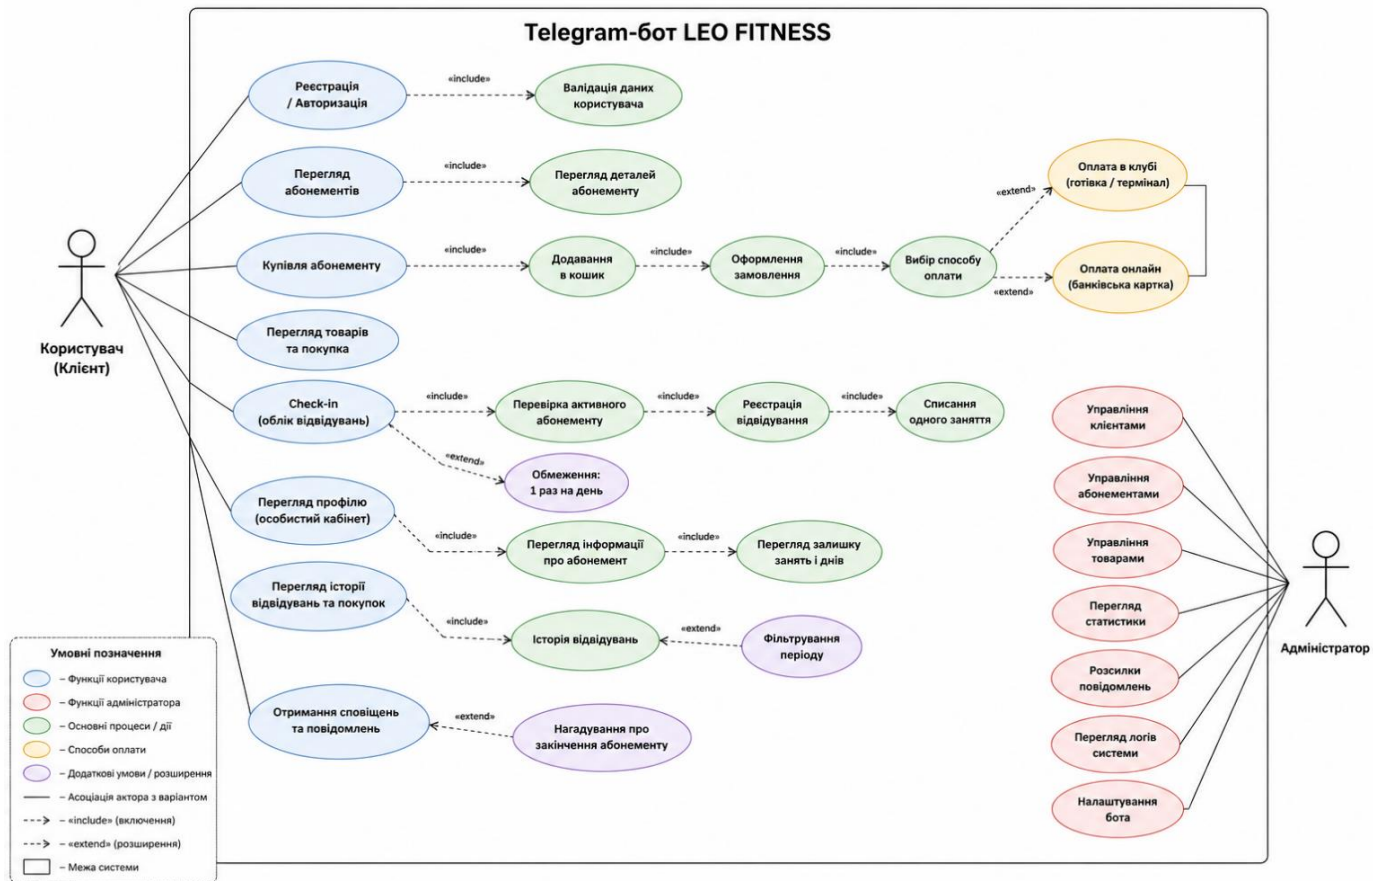 Telegram-бот LEO FITNESS
Реєстрація
/ Авторизація
«include»
Валідація даних
користувача
Перегляд
абонементів
«include»
Перегляд деталей
абонементу
Оплата в клубі
(готівка / термінал)
«extend»
Купівля абонементу
«include»
Додавання
в кошик
«include»
Оформлення
замовлення
«include»
Вибір способу
оплати
«extend»
Оплата онлайн
(банківська картка)
Користувач
(Клієнт)
Перегляд товарів
та покупка
Check-in
(облік відвідувань)
«include»
Перевірка активного
абонементу
«include»
Реєстрація
відвідування
«include»
Списання
одного заняття
«extend»
Обмеження:
1 раз на день
Перегляд профілю
(особистий кабінет)
«include»
Перегляд інформації
про абонемент
«include»
Перегляд залишку
занять і днів
Перегляд історії
відвідувань та покупок
«include»
Історія відвідувань
«extend»
Фільтрування
періоду
Отримання сповіщень
та повідомлень
«extend»
Нагадування про
закінчення абонементу
Управління
клієнтами
Управління
абонементами
Управління
товарами
Перегляд
статистики
Розсилки
повідомлень
Перегляд логів
системи
Налаштування
бота
Адміністратор
Умовні позначення
– Функції користувача
– Функції адміністратора
– Основні процеси / дії
– Способи оплати
– Додаткові умови / розширення
– Асоціація актора з варіантом
– «include» (включення)
– «extend» (розширення)
– Межа системи